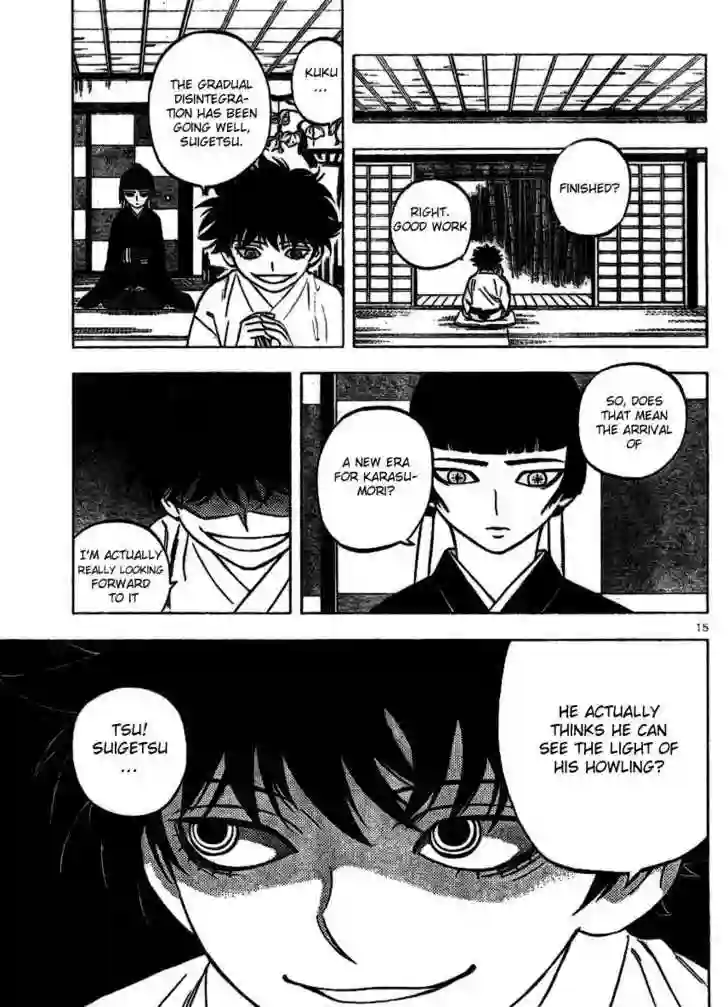 FINISHED?
RIGHT.
GOOD WORK
KUKU
...
THE GRADUAL
DISINTEGRA-
TION HAS BEEN
GOING WELL,
SUIGETSU.
SO, DOES
THAT MEAN
THE ARRIVAL
OF
A NEW ERA
FOR KARASU-
MORI?
I'M ACTUALLY
REALLY LOOKING
FORWARD
TO IT
15
HE ACTUALLY
THINKS HE CAN
SEE THE LIGHT OF
HIS HOWLING?
TSU!
SUIGETSU
...